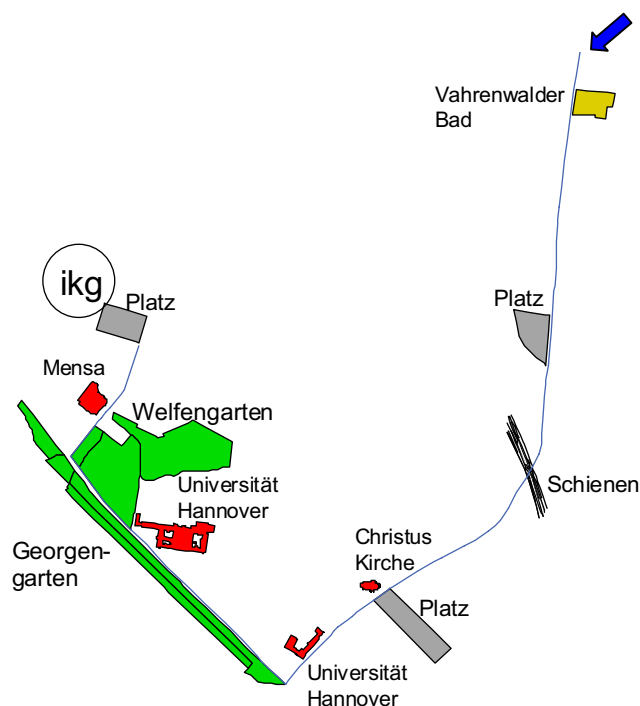 Vahrenwalder
Bad
ikg
Platz
Platz
Mensa
Welfengarten
Universität
Hannover
Schienen
Georgen-
garten
Christus
Kirche
Platz
Universität
Hannover